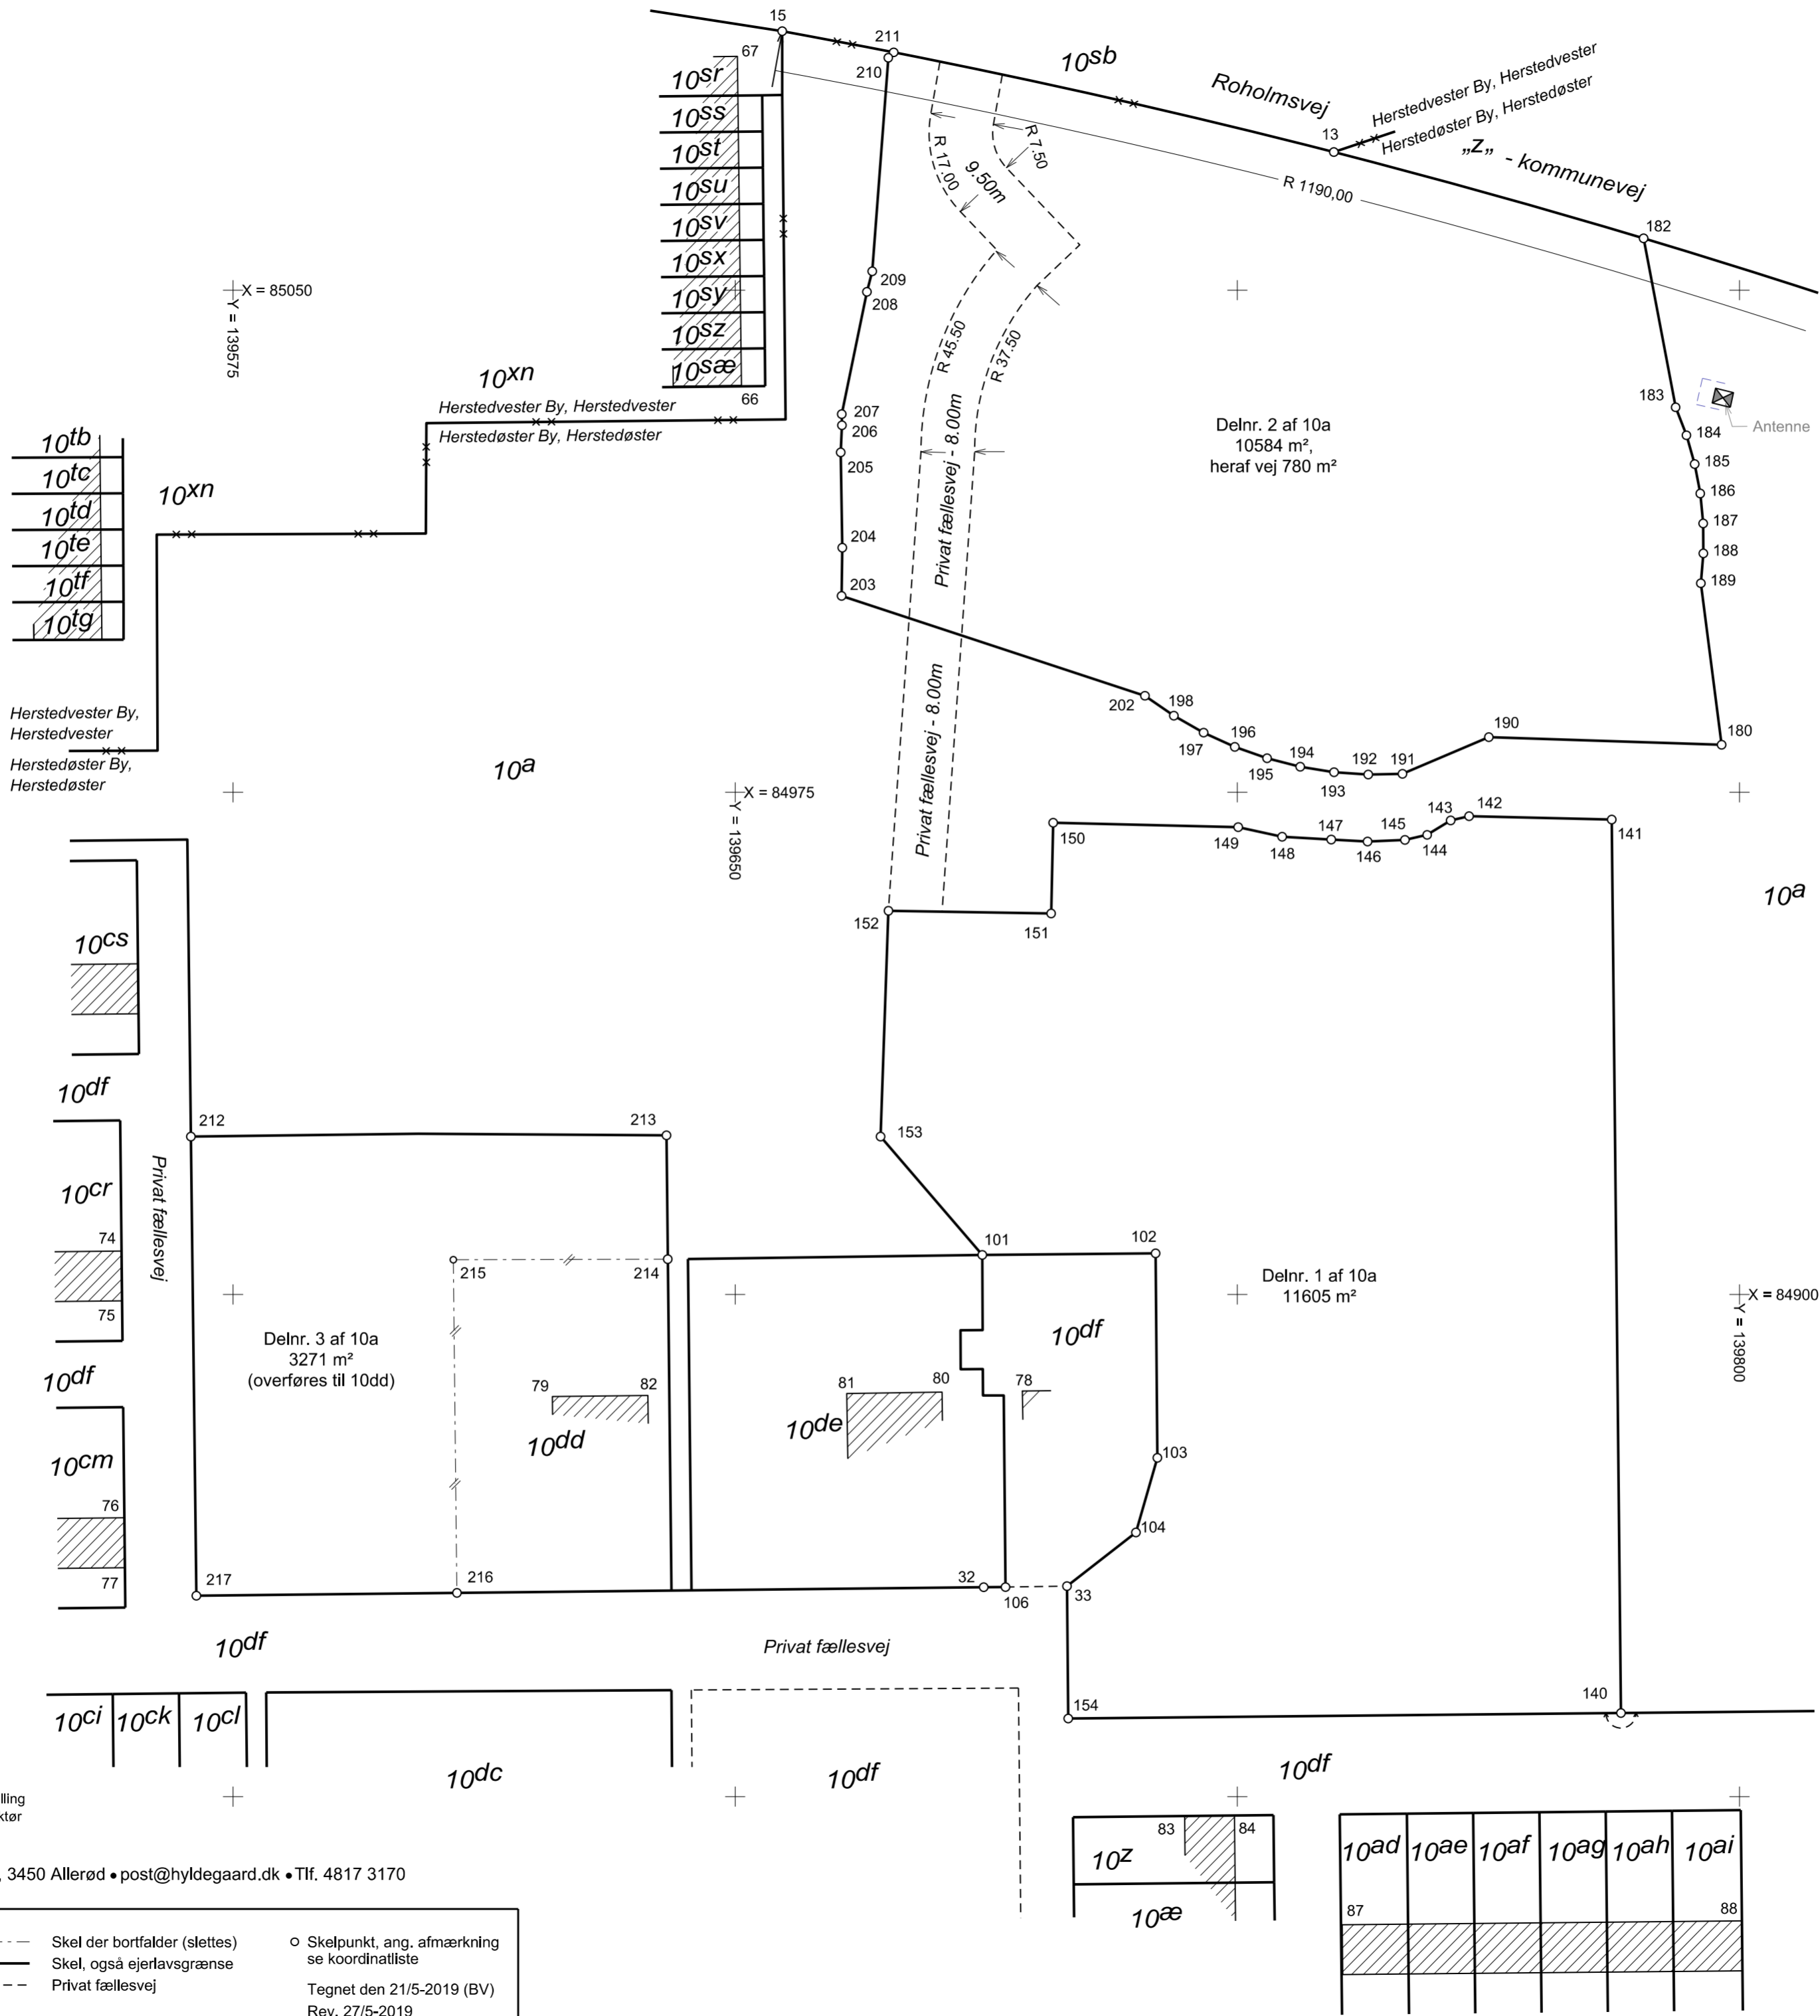 15
211
67
210
10sb
Roholmsvej
Herstedvester By, Herstedvester
Herstedøster By, Herstedøster
13
„Z„ - kommunevej
10sr
10ss
10st
10su
10sv
10sx
10sy
10sz
10sæ
66
R 17.00
R 7.50
9.50m
R 1190,00
182
209
208
X = 85050
Y = 139575
R 45.50
R 37.50
10xn
Herstedvester By, Herstedvester
Herstedøster By, Herstedøster
207
206
205
Privat fællesvej - 8.00m
Delnr. 2 af 10a
10584 m²,
heraf vej 780 m²
183
Antenne
184
185
186
187
188
189
10tb
10tc
10td
10te
10tf
10tg
10xn
204
203
Herstedvester By,
Herstedvester
Herstedøster By,
Herstedøster
10a
X = 84975
Y = 139650
Privat fællesvej - 8.00m
202
198
197
196
195
194
193
192
191
190
180
150
149
148
147
146
145
144
143
142
141
10a
152
151
10cs
10df
212
213
153
10cr
74
75
Privat fællesvej
215
214
101
102
Delnr. 1 af 10a
11605 m²
X = 84900
Y = 139800
Delnr. 3 af 10a
3271 m²
(overføres til 10dd)
10df
10df
79
82
81
80
78
10dd
10de
10cm
76
77
103
104
217
216
32
106
33
10df
Privat fællesvej
154
140
10ci
10ck
10cl
10dc
10df
10df
lling
ktør
83
84
10z
10æ
10ad
10ae
10af
10ag
10ah
10ai
87
88
, 3450 Allerød • post@hyldegaard.dk • Tlf. 4817 3170
Skel der bortfalder (slettes)
Skel, også ejerlavsgrænse
Privat fællesvej
Skelpunkt, ang. afmærkning
se koordinatliste
Tegnet den 21/5-2019 (BV)
Rev. 27/5-2019